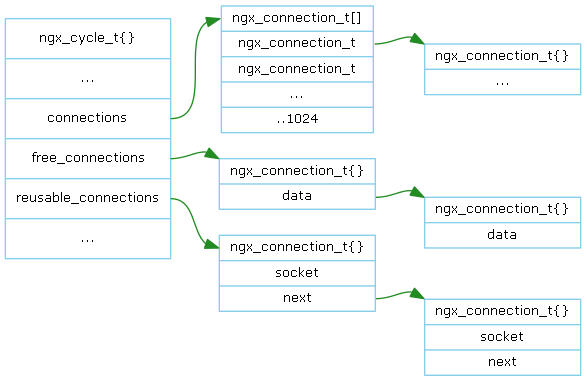 ngx_cycle_t{}
...
connections
free_connections
reusable_connections
...
ngx_connection_t[]
ngx_connection_t
ngx_connection_t
...
..1024
ngx_connection_t{}
...
ngx_connection_t{}
data
ngx_connection_t{}
data
ngx_connection_t{}
socket
next
ngx_connection_t{}
socket
next